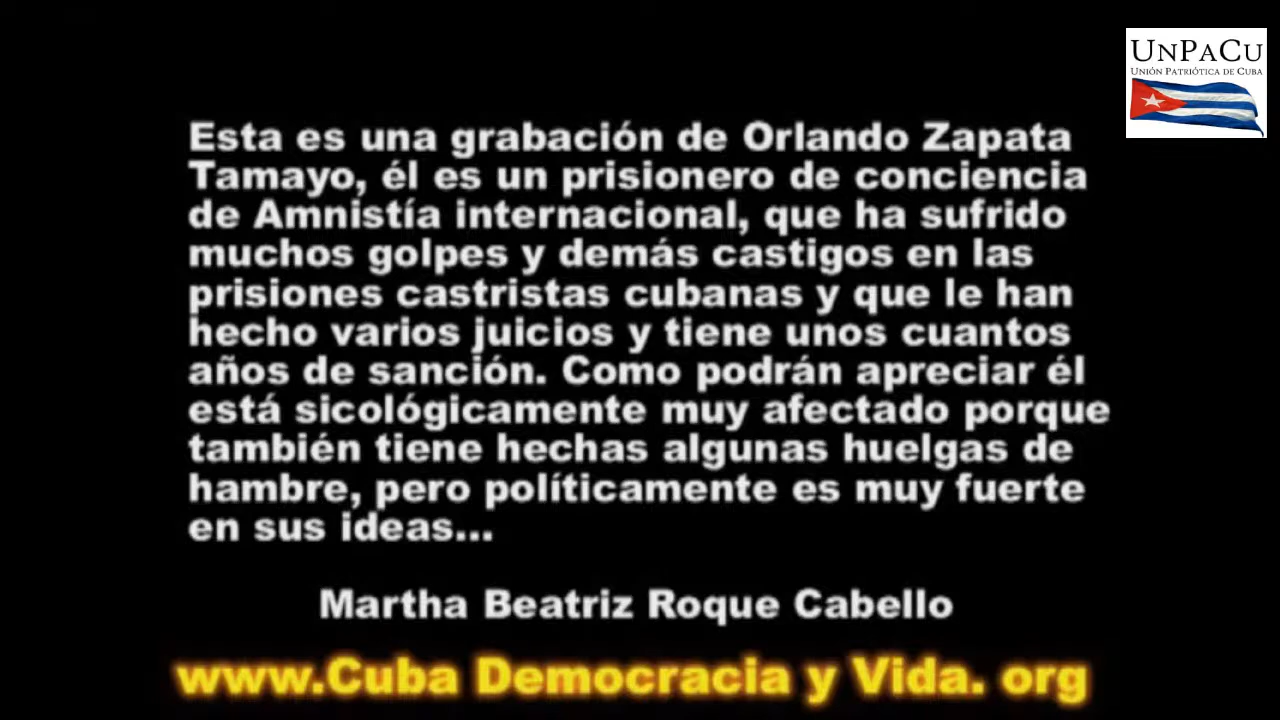 UNPACU
UNIÓN PATRIÓTICA DE CUBA
Esta es una grabación de Orlando Zapata
Tamayo, él es un prisionero de conciencia
de Amnistía internacional, que ha sufrido
muchos golpes y demás castigos en las
prisiones castristas cubanas y que le han
hecho varios juicios y tiene unos cuantos
años de sanción. Como podrán apreciar él
está sicológicamente muy afectado porque
también tiene hechas algunas huelgas de
hambre, pero políticamente es muy fuerte
en sus ideas...
Martha Beatriz Roque Cabello
www.Cuba Democracia y Vida. org